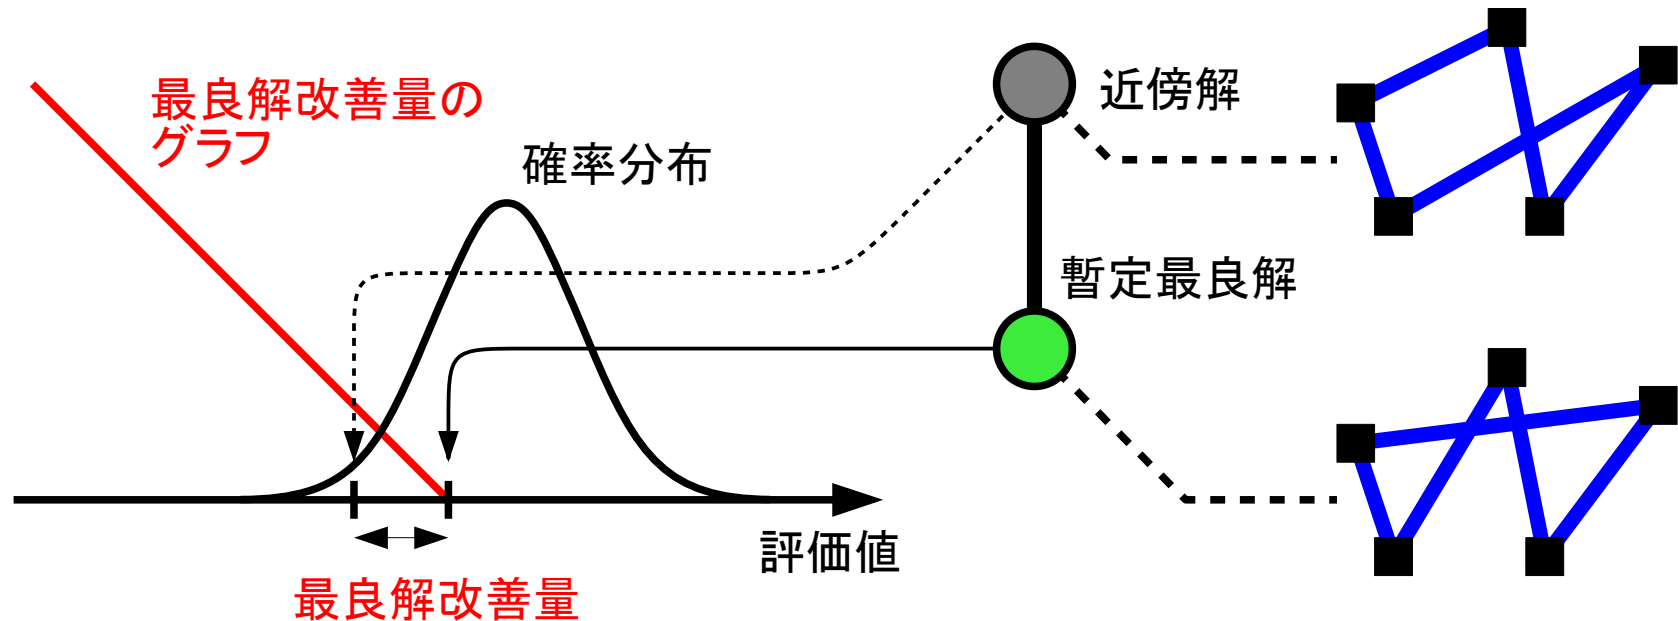 最良解改善量の
グラフ
確率分布
近傍解
暫定最良解
評価値
最良解改善量